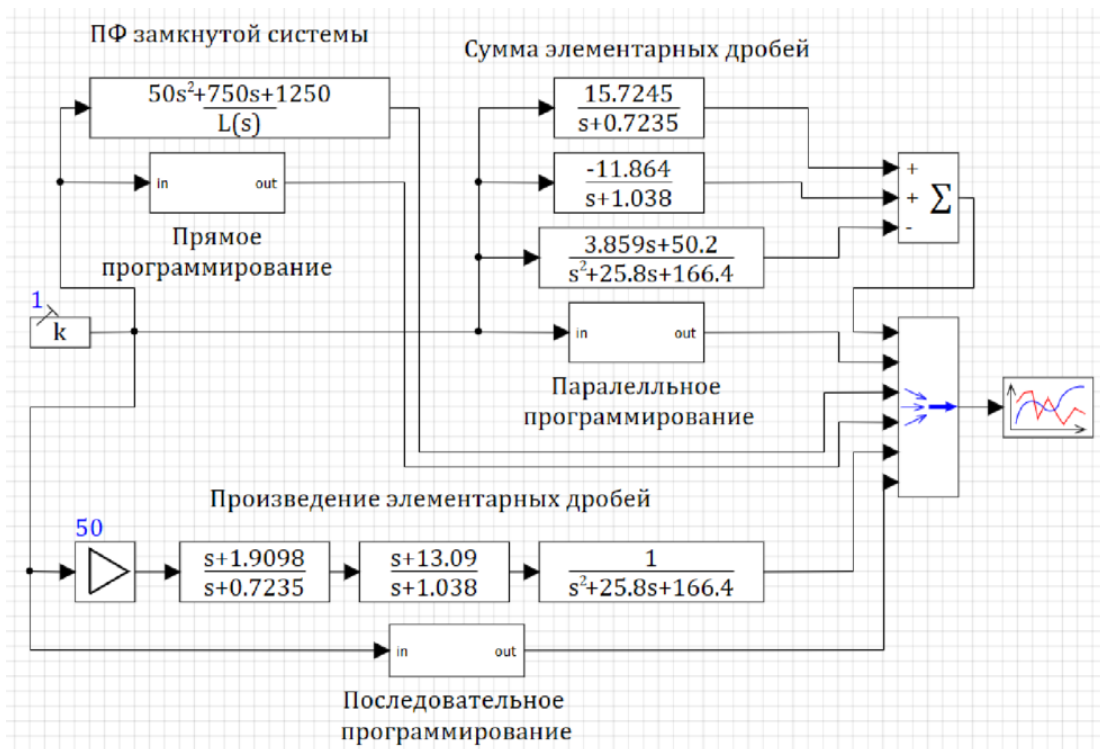 ПФ замкнутой системы
50s²+750s+1250
L(s)
in out
Прямое
программирование
Сумма элементарных дробей
15.7245
s+0.7235
-11.864
s+1.038
3.859s+50.2
s²+25.8s+166.4
+
+
-
Σ
1
k
in out
Паралелльное
программирование
Произведение элементарных дробей
50
s+1.9098
s+0.7235
s+13.09
s+1.038
1
s²+25.8s+166.4
in out
Последовательное
программирование